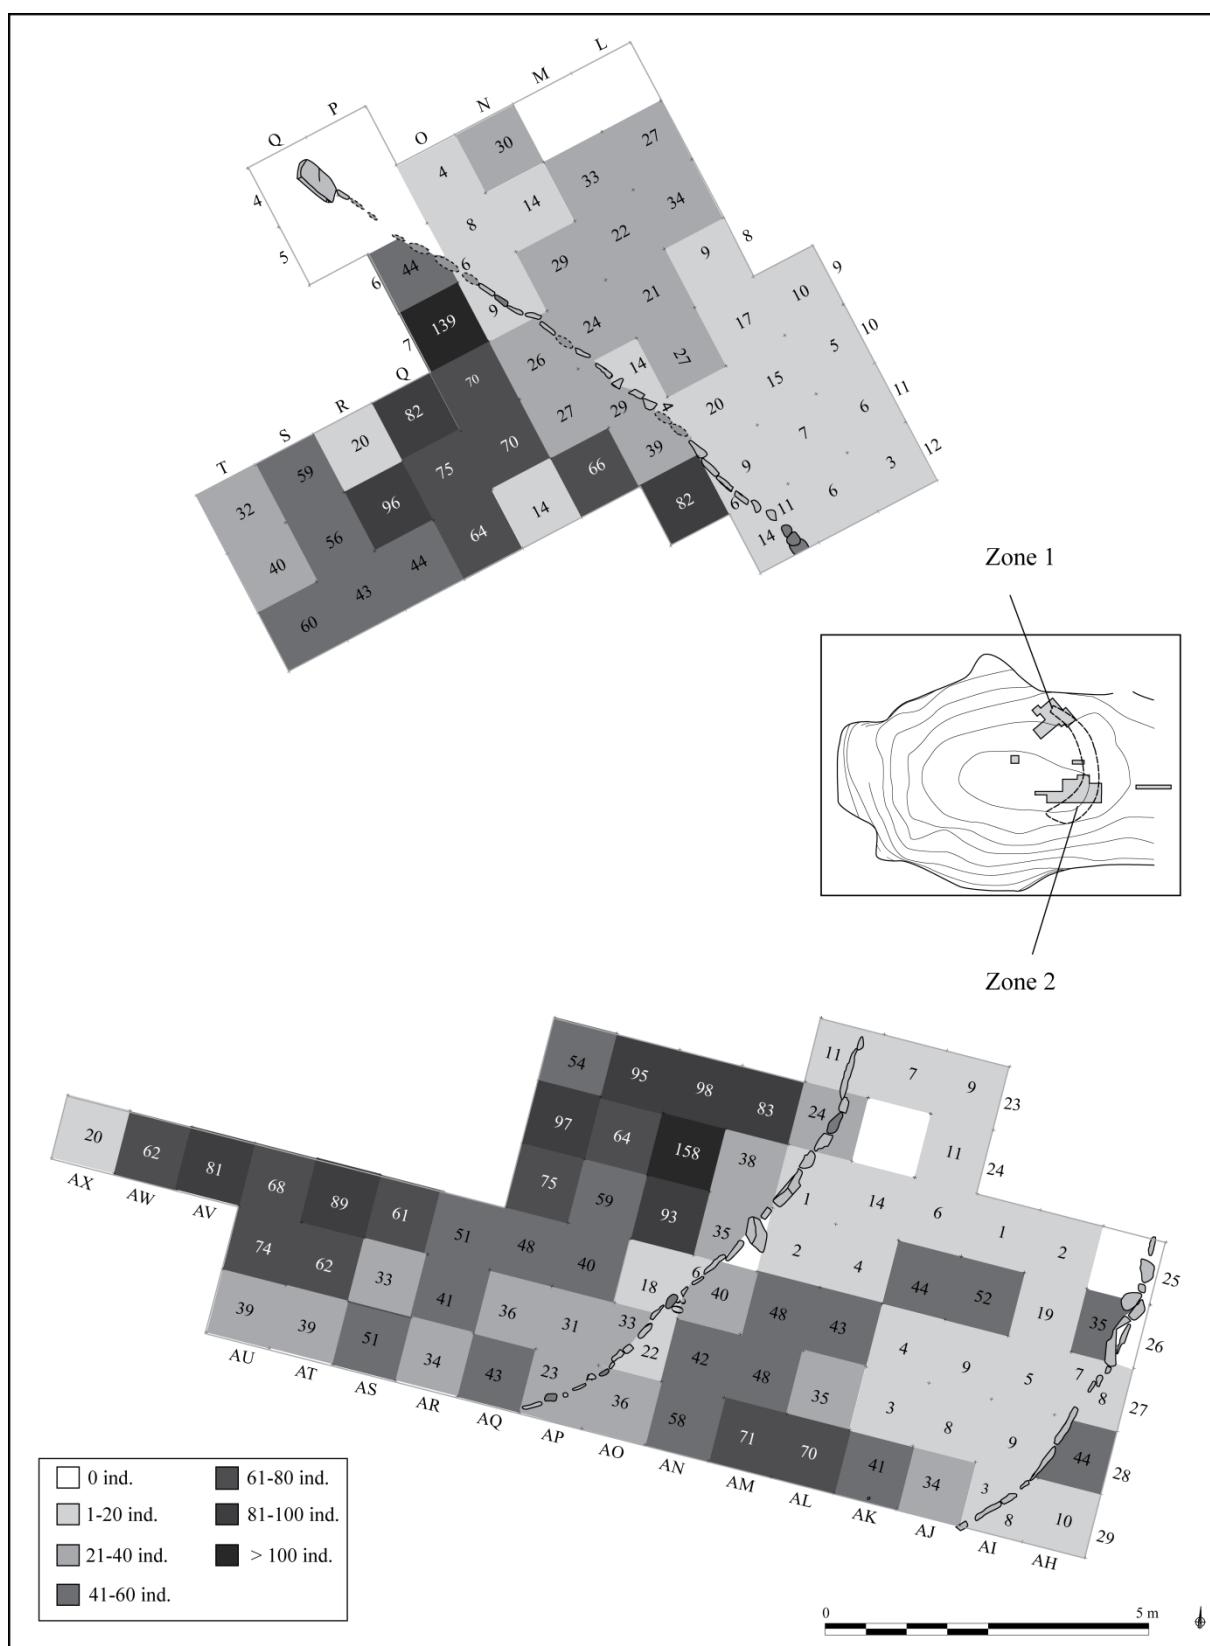 L
M
N
O
P
Q
4
5
6
7
8
9
10
11
12
Q
R
S
T
30 27
4 33
14 34
8 22
44 6 29 9
139 9 24 21 10
26 14 27 17 5
70 27 29 4 20 15 6
82 70 39 7 3
20 75 66 9 6
59 96 14 82 6 11
32 56 64 14
40 44
43
60
Zone 1
Zone 2
11 7 9 23
54 95 98 83 24 11 24
97 64 158 38
75 59 93 35 1 14 6 1 2 25
20 62 81 68 89 61 51 48 40 18 6 40 2 4 44 52 19 35 26
AX AW AV
74 62 33 41 36 31 33 22 48 43 4 9 5 7 8 27
39 39 51 34 43 23 36 42 48 35 3 8 9 44 28
58 71 70 41 34 3 8 10 29
AU AT AS AR AQ AP AO AN AM AL AK AJ AI AH
0 ind.
1-20 ind.
21-40 ind.
41-60 ind.
61-80 ind.
81-100 ind.
> 100 ind.
0 5 m